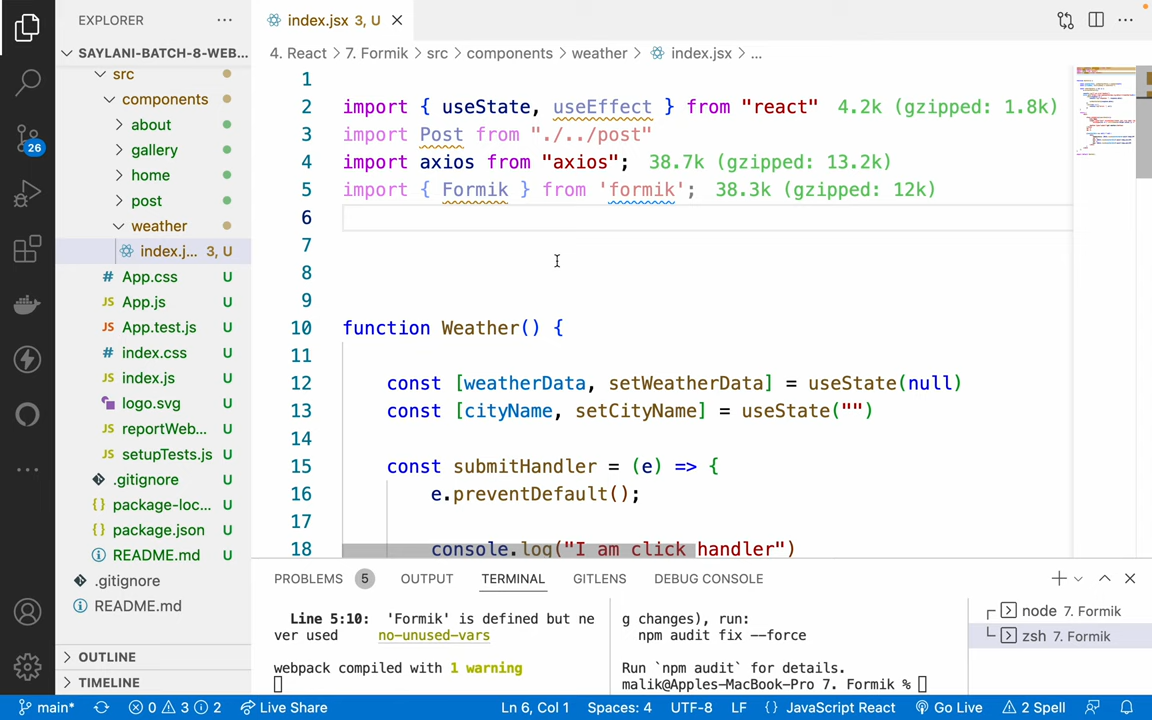 EXPLORER
SAYLANI-BATCH-8-WEB...
src
components
about
gallery
home
post
weather
index.j... 3, U
App.css U
App.js U
App.test.js U
index.css U
index.js U
logo.svg U
reportWeb... U
setupTests.js U
.gitignore U
package-loc... U
package.json U
README.md U
.gitignore
README.md
OUTLINE
TIMELINE
26
index.jsx 3, U
4. React > 7. Formik > src > components > weather > index.jsx > ...
1
2 import { useState, useEffect } from "react" 4.2k (gzipped: 1.8k)
3 import Post from "./../post"
4 import axios from "axios"; 38.7k (gzipped: 13.2k)
5 import { Formik } from 'formik'; 38.3k (gzipped: 12k)
6
7
8
9
10 function Weather() {
11
12 const [weatherData, setWeatherData] = useState(null)
13 const [cityName, setCityName] = useState("")
14
15 const submitHandler = (e) => {
16 e.preventDefault();
17
18 console.log("I am click handler")
PROBLEMS 5 OUTPUT TERMINAL GITLENS DEBUG CONSOLE
Line 5:10: 'Formik' is defined but ne
ver used no-unused-vars
webpack compiled with 1 warning
g changes), run:
npm audit fix --force
Run `npm audit` for details.
malik@Apples-MacBook-Pro 7. Formik %
node 7. Formik
zsh 7. Formik
main* 0 3 2 Live Share Ln 6, Col 1 Spaces: 4 UTF-8 LF {} JavaScript React Go Live 2 Spell